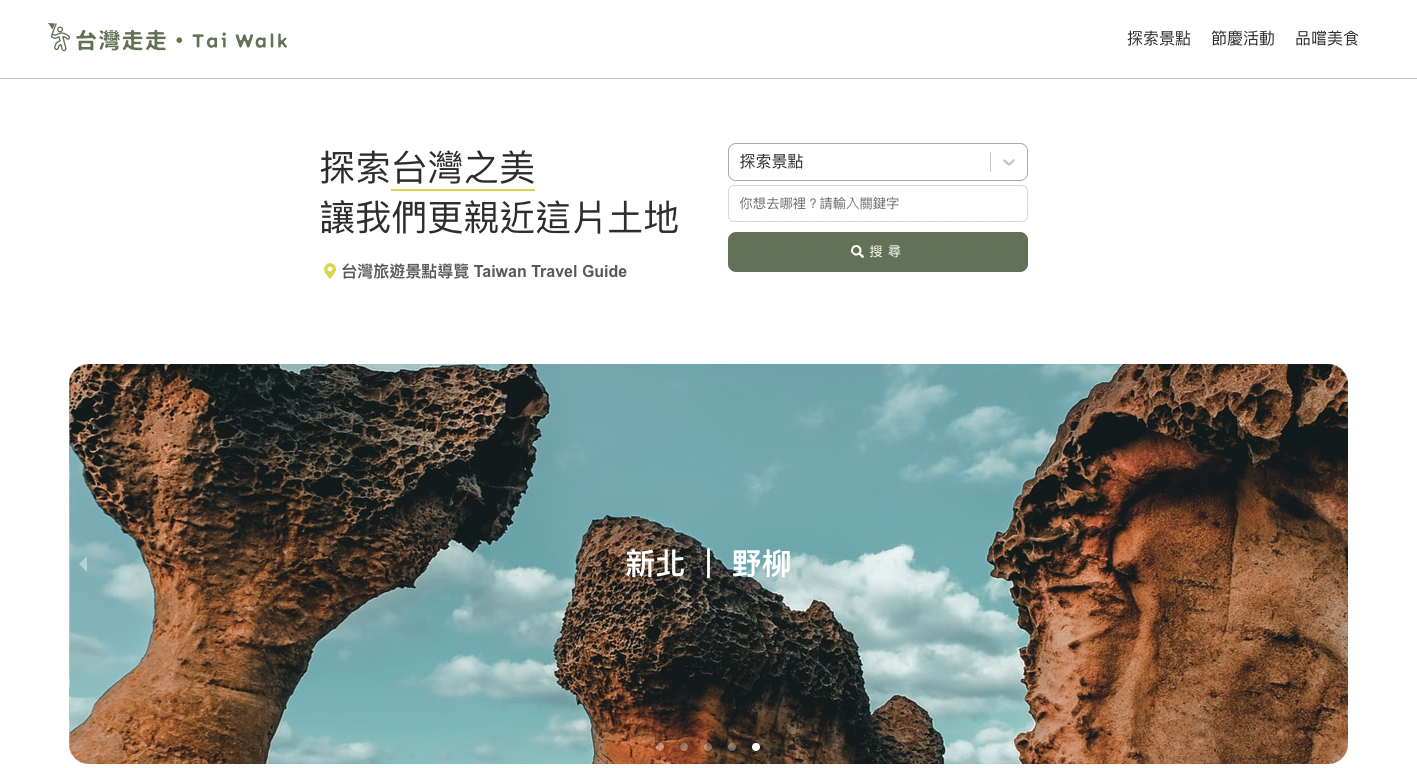 台灣走走・Tai Walk
探索景點 節慶活動 品嚐美食
探索台灣之美
讓我們更親近這片土地
台灣旅遊景點導覽 Taiwan Travel Guide
探索景點
你想去哪裡？請輸入關鍵字
搜尋
新北 ｜ 野柳